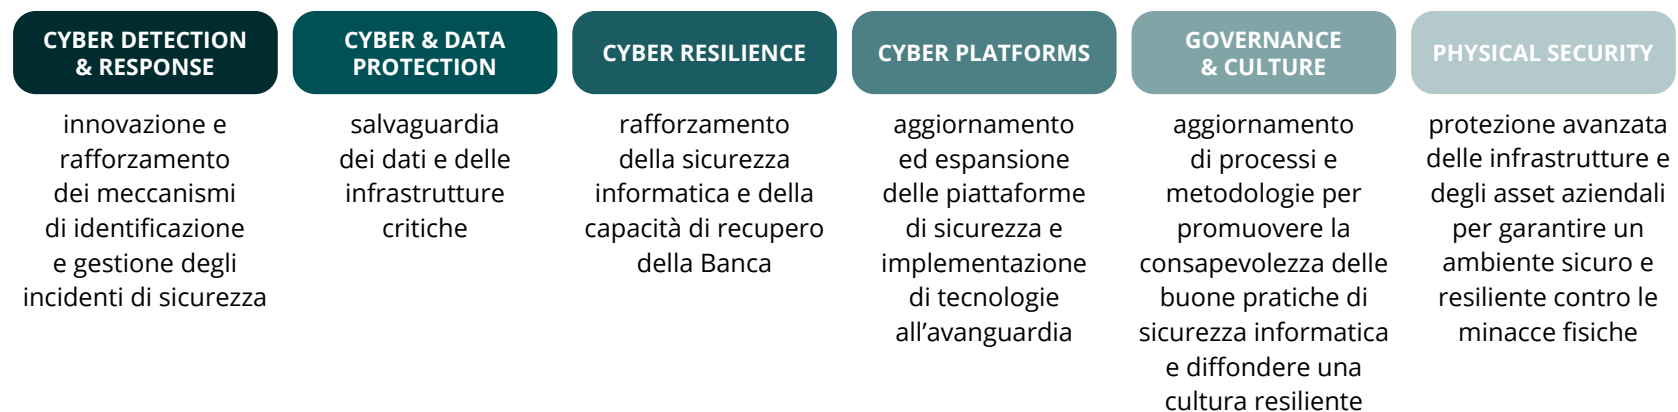 CYBER DETECTION
& RESPONSE
innovazione e
rafforzamento
dei meccanismi
di identificazione
e gestione degli
incidenti di sicurezza
CYBER & DATA
PROTECTION
salvaguardia
dei dati e delle
infrastrutture
critiche
CYBER RESILIENCE
rafforzamento
della sicurezza
informatica e della
capacità di recupero
della Banca
CYBER PLATFORMS
aggiornamento
ed espansione
delle piattaforme
di sicurezza e
implementazione
di tecnologie
all’avanguardia
GOVERNANCE
& CULTURE
aggiornamento
di processi e
metodologie per
promuovere la
consapevolezza delle
buone pratiche di
sicurezza informatica
e diffondere una
cultura resiliente
PHYSICAL SECURITY
protezione avanzata
delle infrastrutture e
degli asset aziendali
per garantire un
ambiente sicuro e
resiliente contro le
minacce fisiche